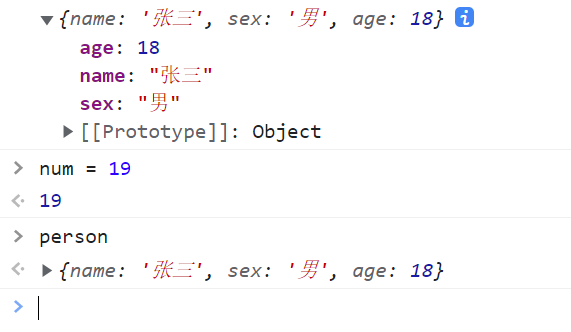 {name: '张三', sex: '男', age: 18} i
age: 18
name: "张三"
sex: "男"
[[Prototype]]: Object
num = 19
19
person
{name: '张三', sex: '男', age: 18}